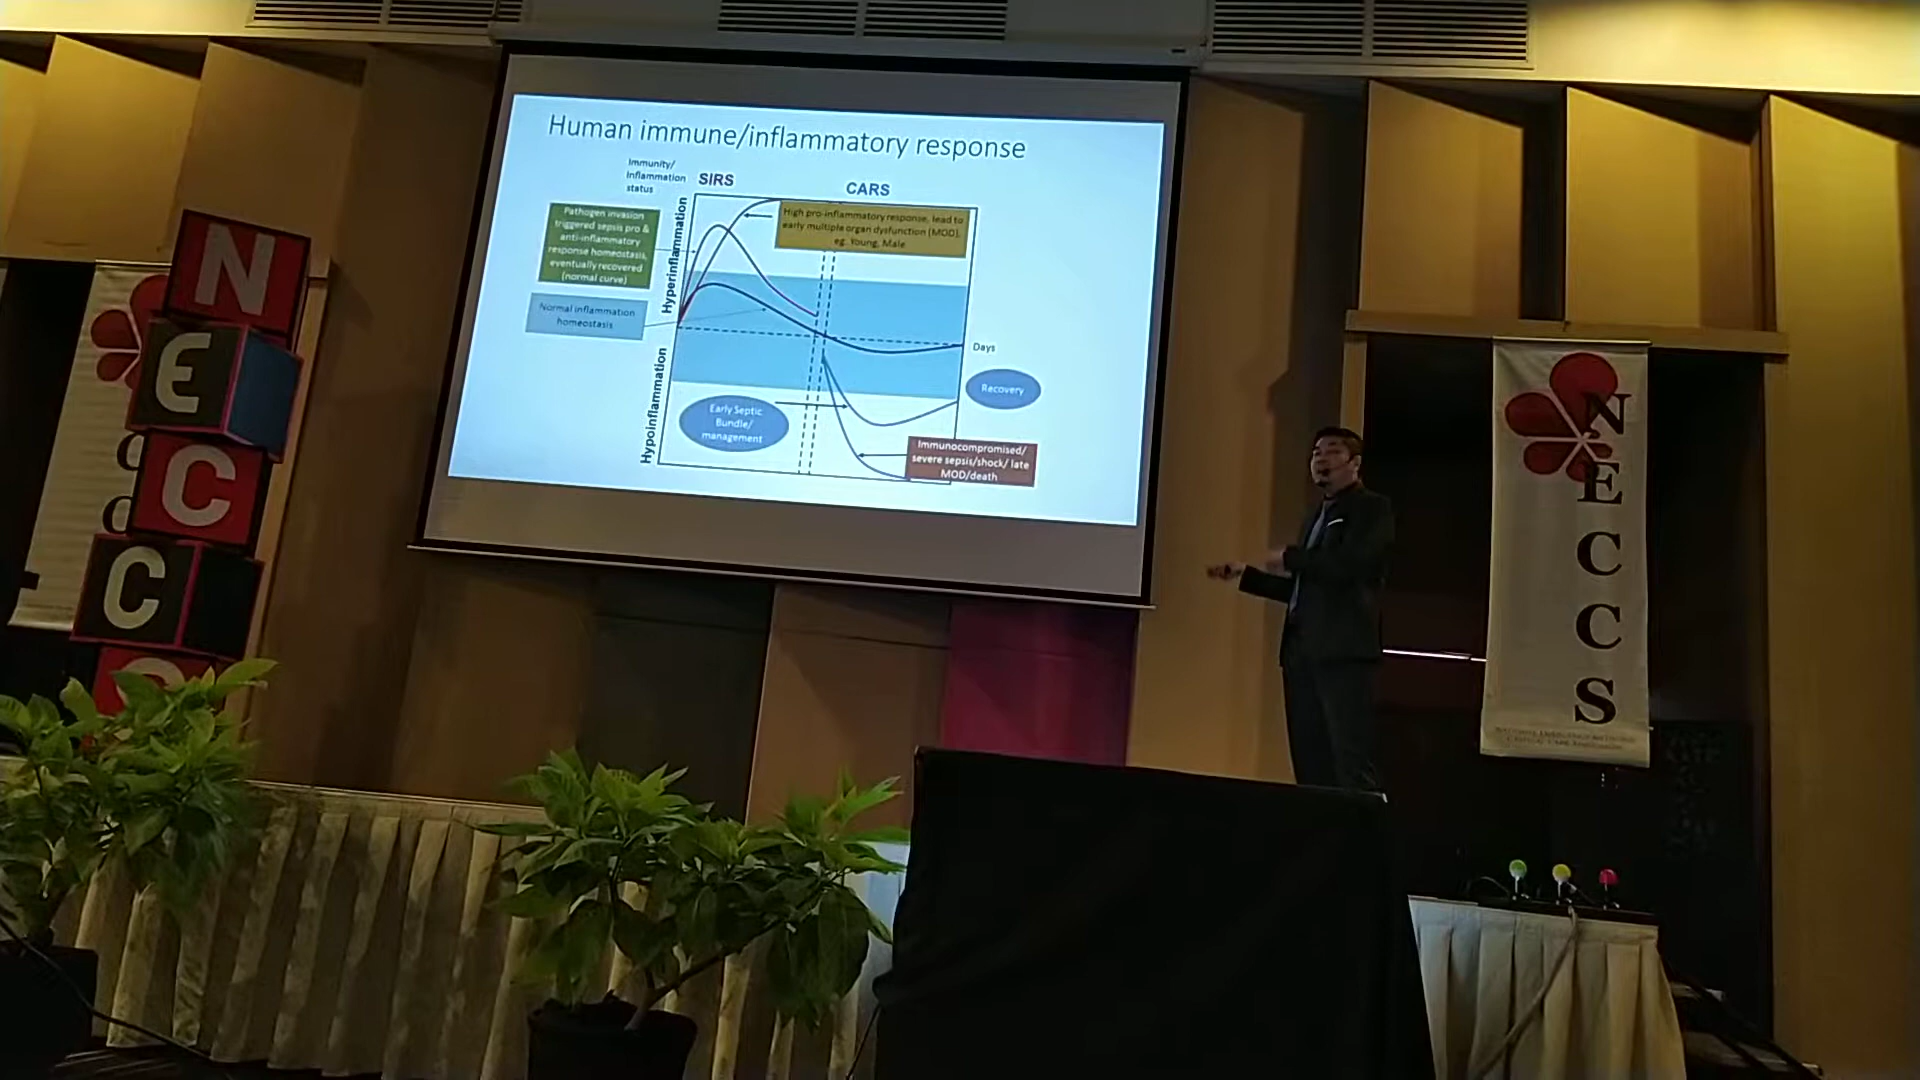 Human immune/inflammatory response
Immunity/
Inflammation
status
SIRS
CARS
Hyperinflammation
Hypoinflammation
Pathogen invasion
triggered sepsis pro &
anti-inflammatory
response homeostasis,
eventually recovered
(normal curve)
High pro-inflammatory response, lead to
early multiple organ dysfunction (MOD),
eg. Young, Male
Normal inflammation
homeostasis
Days
Recovery
Early Septic
Bundle/
management
Immunocompromised/
severe sepsis/shock/ late
MOD/death
N
E
C
C
S
N
E
C
C
S